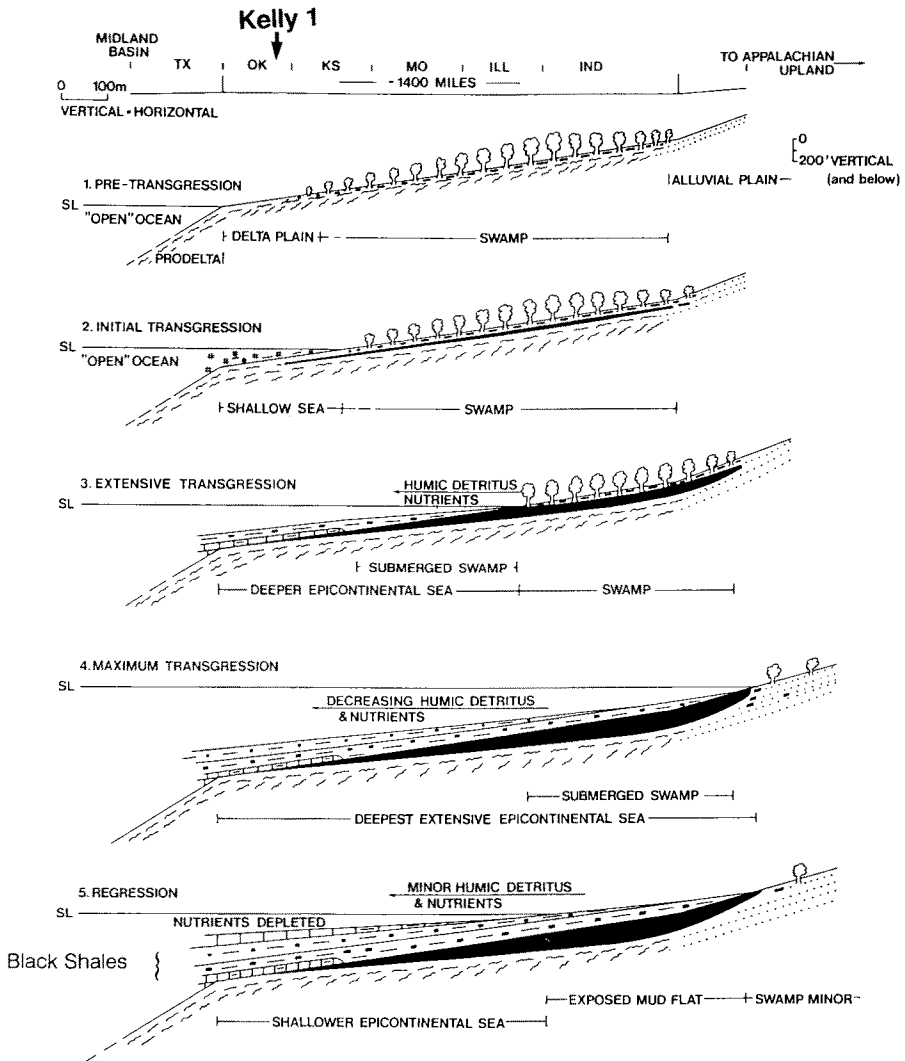 Kelly 1
MIDLAND
BASIN
TX OK KS MO ILL IND
TO APPALACHIAN
UPLAND
~1400 MILES
0 100m
VERTICAL • HORIZONTAL
0
200' VERTICAL
(and below)
1. PRE-TRANSGRESSION
ALLUVIAL PLAIN
SL
"OPEN" OCEAN
DELTA PLAIN
SWAMP
PRODELTA
2. INITIAL TRANSGRESSION
SL
"OPEN" OCEAN
SHALLOW SEA
SWAMP
3. EXTENSIVE TRANSGRESSION
HUMIC DETRITUS
NUTRIENTS
SL
SUBMERGED SWAMP
DEEPER EPICONTINENTAL SEA
SWAMP
4. MAXIMUM TRANSGRESSION
SL
DECREASING HUMIC DETRITUS
& NUTRIENTS
SUBMERGED SWAMP
DEEPEST EXTENSIVE EPICONTINENTAL SEA
5. REGRESSION
MINOR HUMIC DETRITUS
& NUTRIENTS
SL
NUTRIENTS DEPLETED
Black Shales
EXPOSED MUD FLAT
SWAMP MINOR
SHALLOWER EPICONTINENTAL SEA